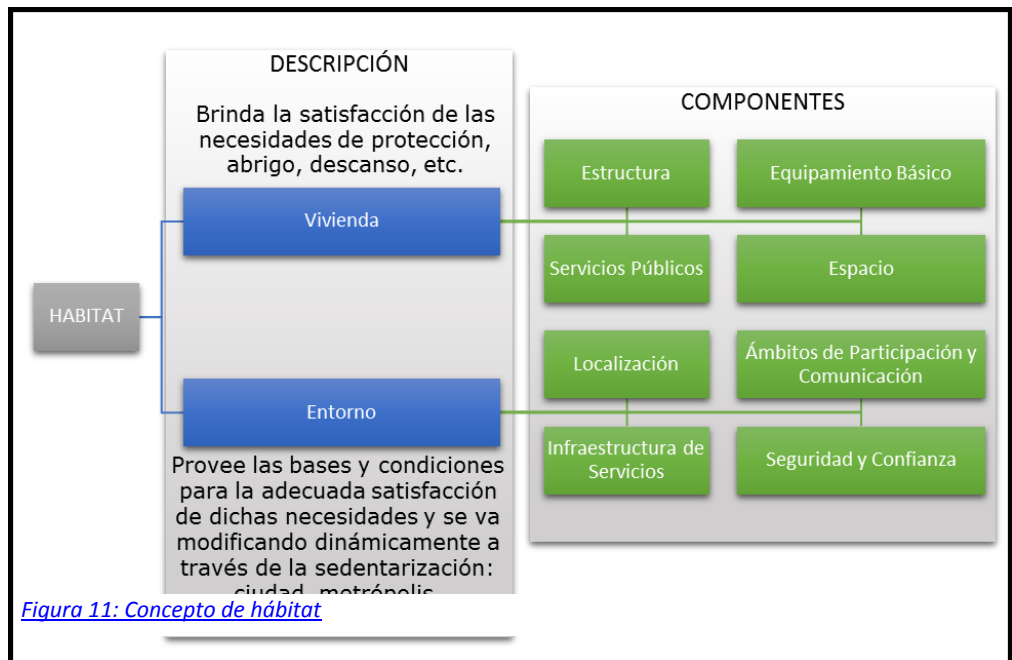 DESCRIPCIÓN
Brinda la satisfacción de las
necesidades de protección,
abrigo, descanso, etc.
Vivienda
HABITAT
Entorno
Provee las bases y condiciones
para la adecuada satisfacción
de dichas necesidades y se va
modificando dinámicamente a
través de la sedentarización:
ciudad, metrópolis
COMPONENTES
Estructura
Equipamiento Básico
Servicios Públicos
Espacio
Localización
Ámbitos de Participación y
Comunicación
Infraestructura de
Servicios
Seguridad y Confianza
Figura 11: Concepto de hábitat